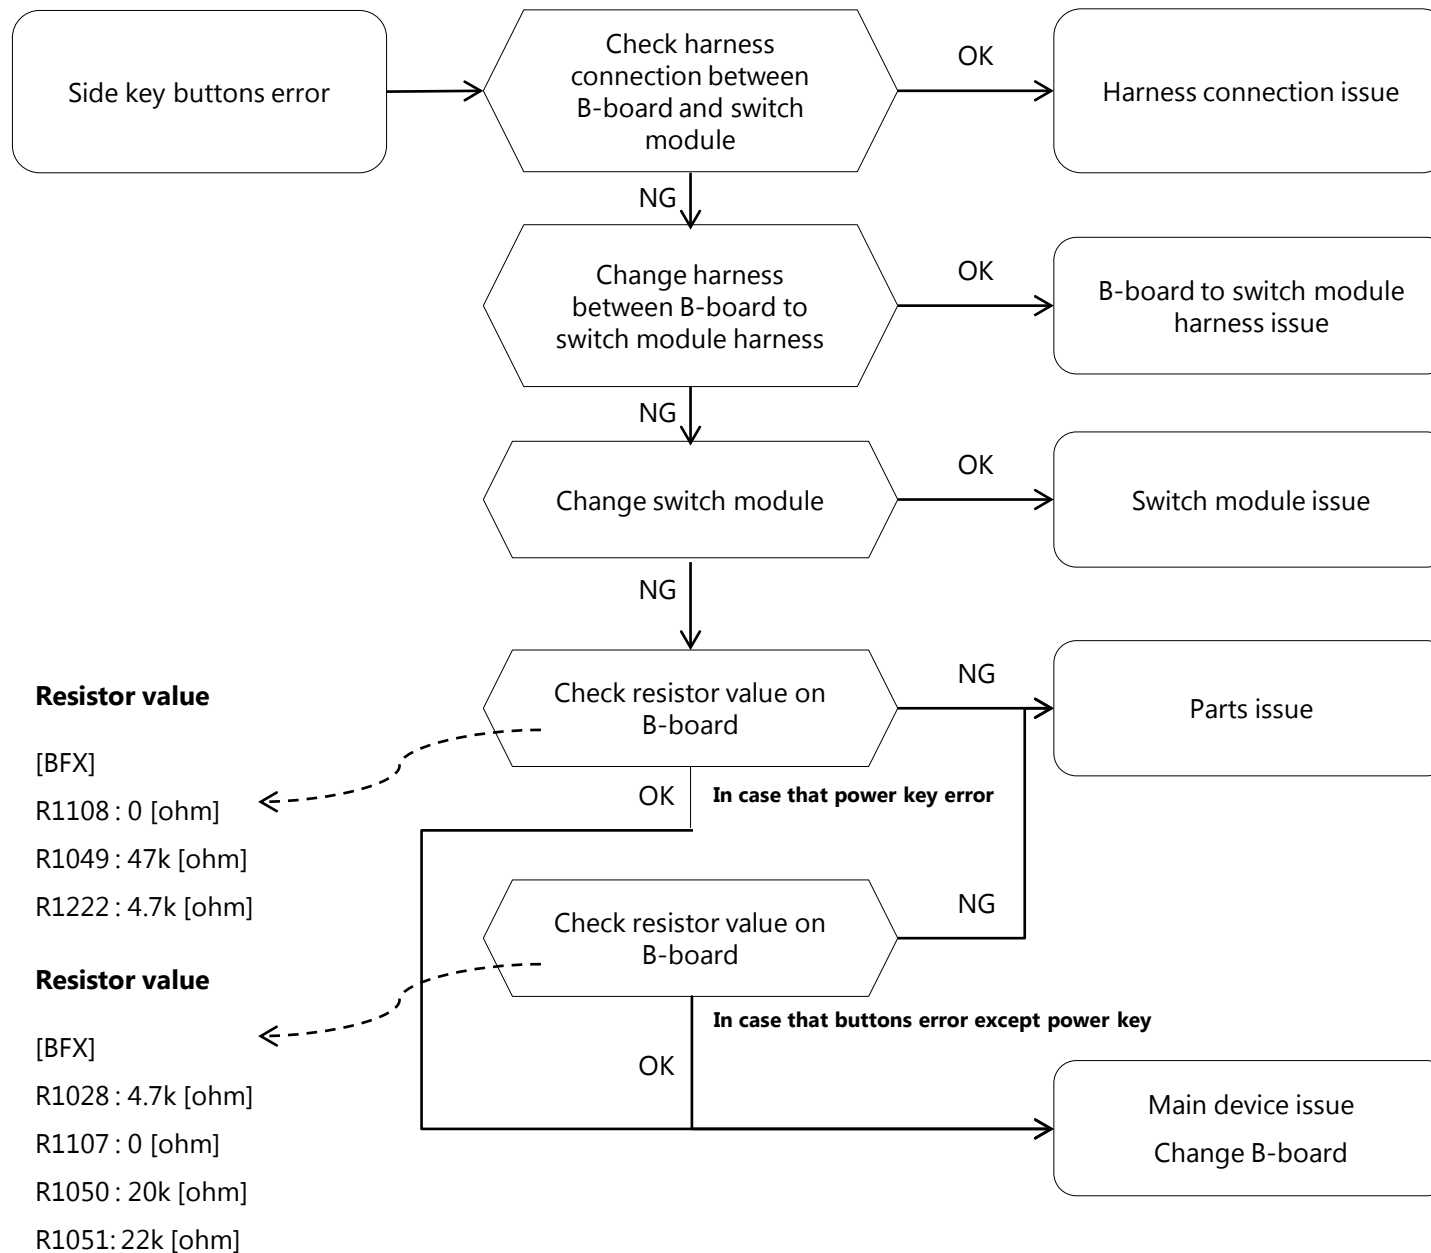 Side key buttons error
Check harness
connection between
B-board and switch
module
OK
Harness connection issue
NG
Change harness
between B-board to
switch module harness
OK
B-board to switch module
harness issue
NG
Change switch module
OK
Switch module issue
NG
Check resistor value on
B-board
NG
Parts issue
Resistor value
[BFX]
R1108 : 0 [ohm]
R1049 : 47k [ohm]
R1222 : 4.7k [ohm]
OK
In case that power key error
Check resistor value on
B-board
NG
Resistor value
[BFX]
R1028 : 4.7k [ohm]
R1107 : 0 [ohm]
R1050 : 20k [ohm]
R1051: 22k [ohm]
In case that buttons error except power key
OK
Main device issue
Change B-board